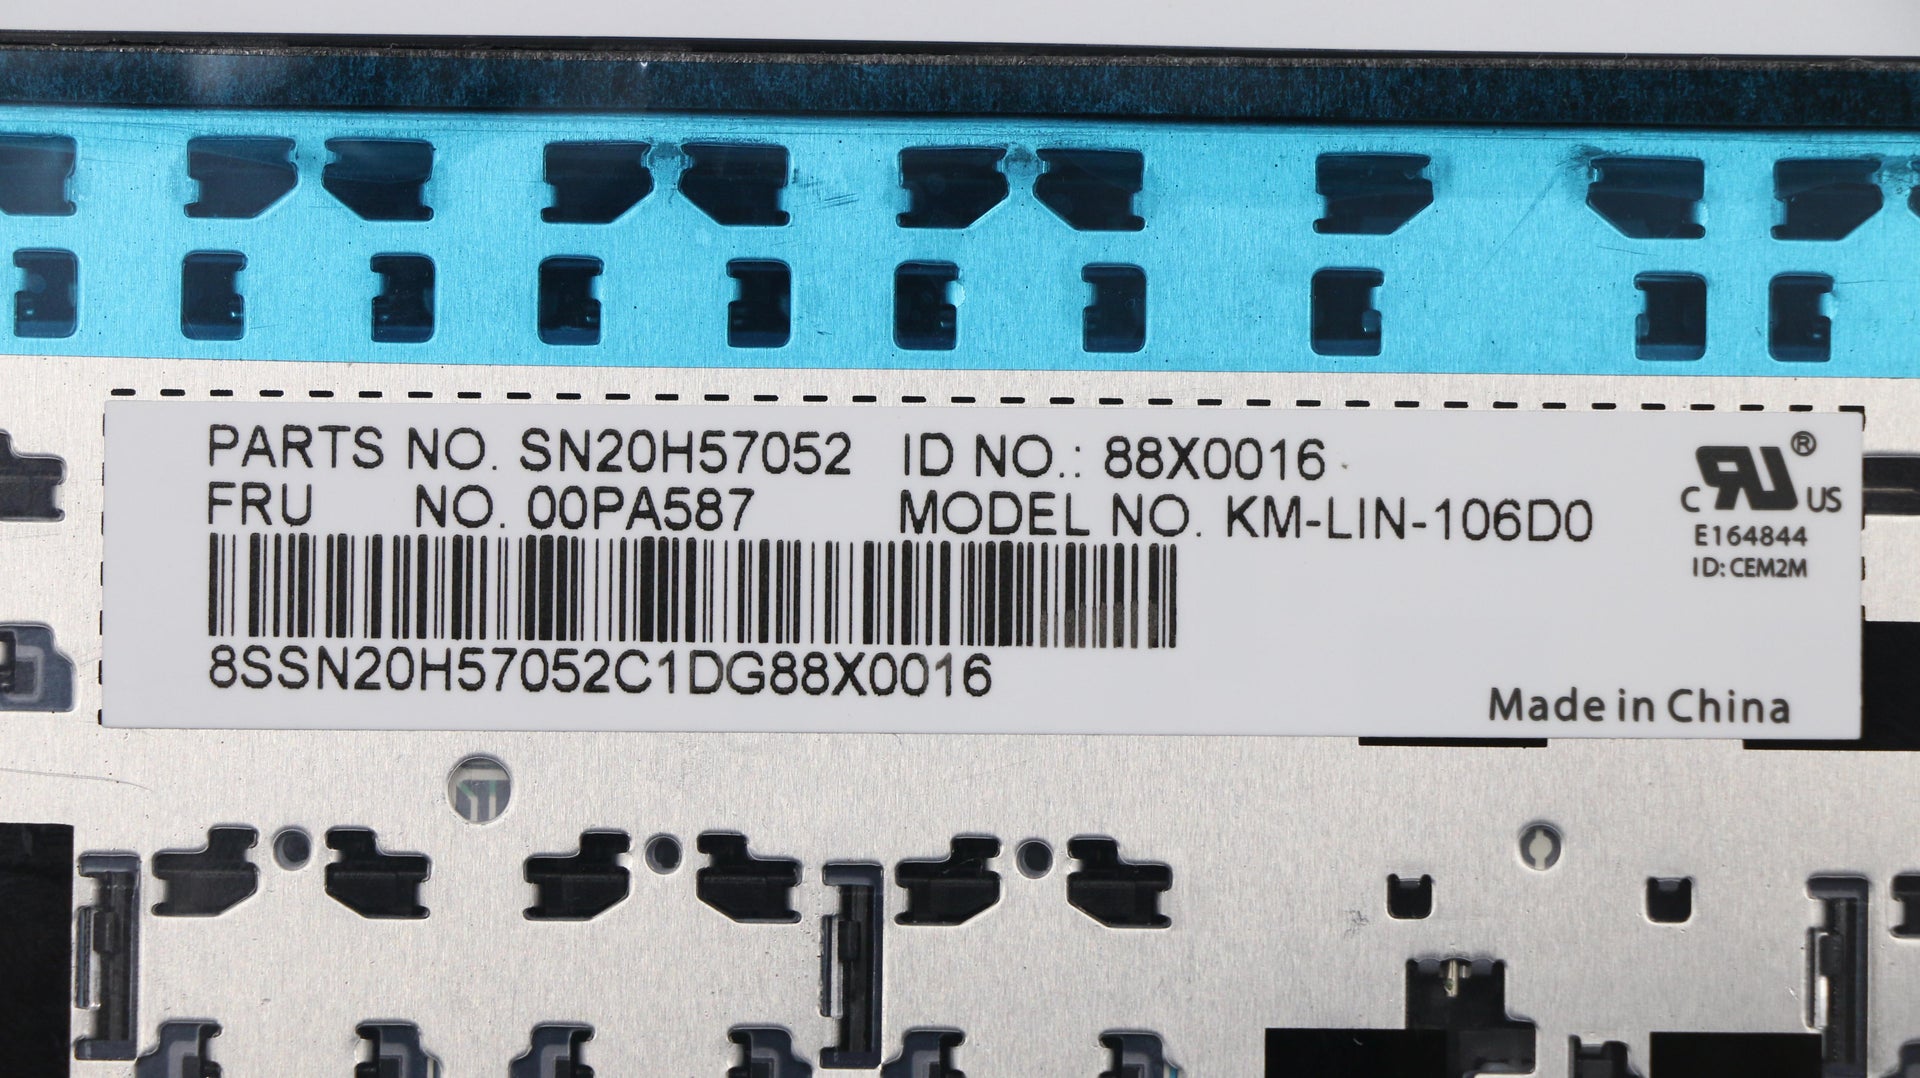 PARTS NO. SN20H57052 ID NO.: 88X0016
FRU NO. 00PA587 MODEL NO. KM-LIN-106D0
8SSN20H57052C1DG88X0016
C RU ® US
E164844
ID: CEM2M
Made in China